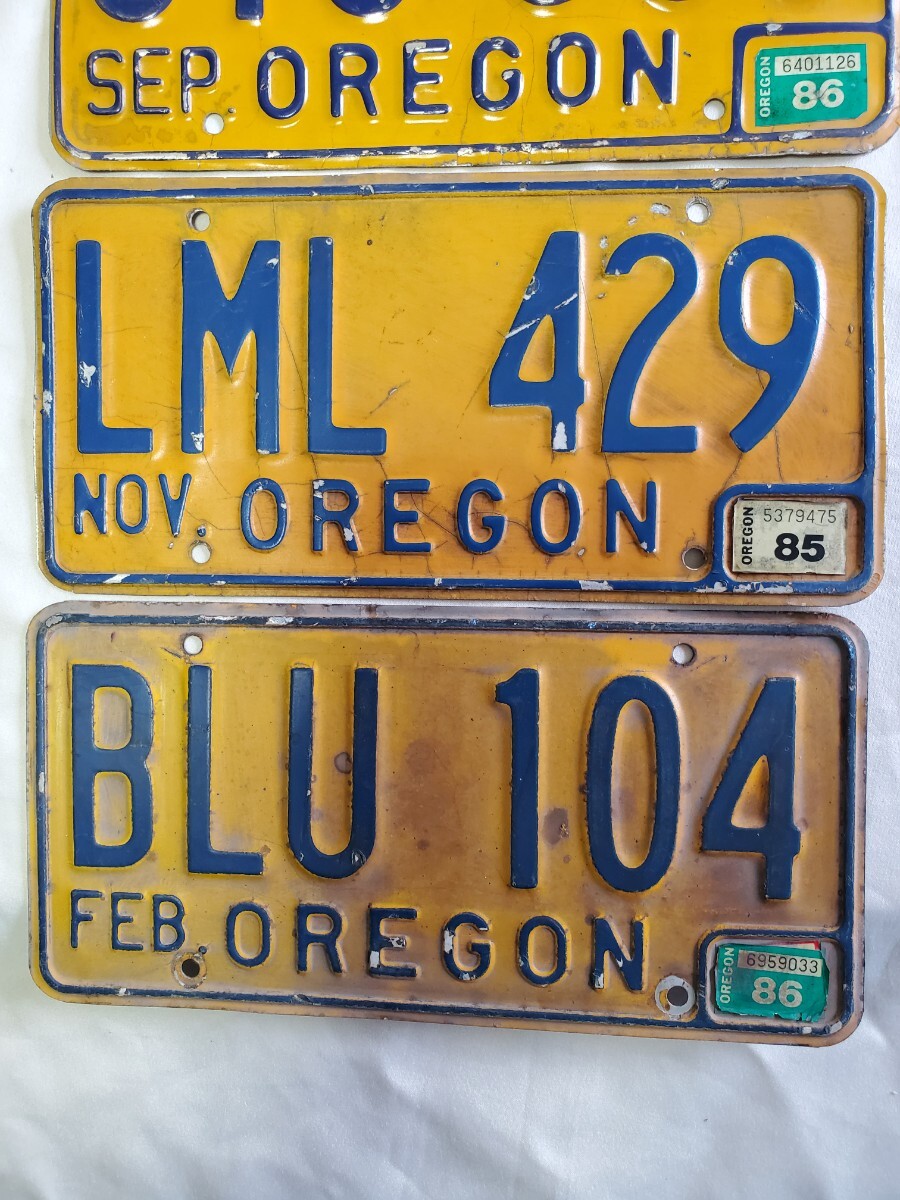 SEP. OREGON
OREGON 6401126
86
LML 429
NOV. OREGON
OREGON 5379475
85
BLU 104
FEB. OREGON
OREGON 6959033
86